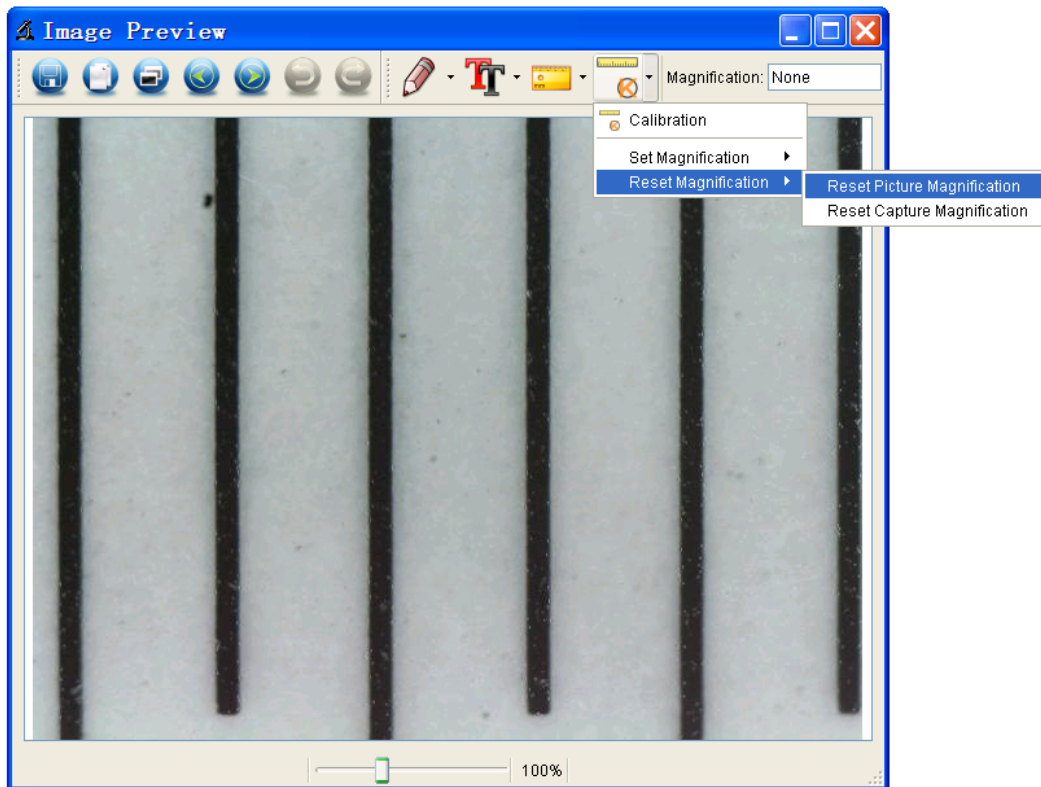 Image Preview
Magnification: None
Calibration
Set Magnification
Reset Magnification
Reset Picture Magnification
Reset Capture Magnification
100%